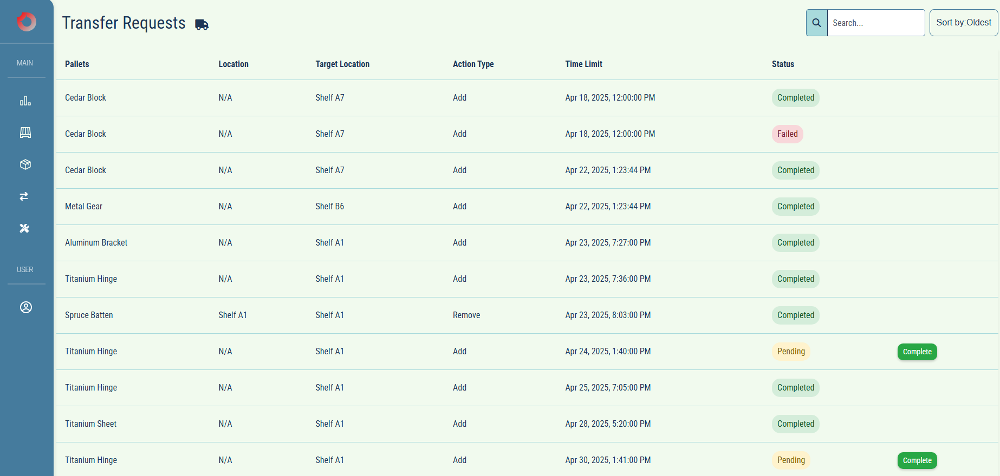 Transfer Requests
Search...
Sort by:Oldest
MAIN
USER
Pallets Location Target Location Action Type Time Limit Status
Cedar Block N/A Shelf A7 Add Apr 18, 2025, 12:00:00 PM Completed
Cedar Block N/A Shelf A7 Add Apr 18, 2025, 12:00:00 PM Failed
Cedar Block N/A Shelf A7 Add Apr 22, 2025, 1:23:44 PM Completed
Metal Gear N/A Shelf B6 Add Apr 22, 2025, 1:23:44 PM Completed
Aluminum Bracket N/A Shelf A1 Add Apr 23, 2025, 7:27:00 PM Completed
Titanium Hinge N/A Shelf A1 Add Apr 23, 2025, 7:36:00 PM Completed
Spruce Batten Shelf A1 Shelf A1 Remove Apr 23, 2025, 8:03:00 PM Completed
Titanium Hinge N/A Shelf A1 Add Apr 24, 2025, 1:40:00 PM Pending Complete
Titanium Hinge N/A Shelf A1 Add Apr 25, 2025, 7:05:00 PM Completed
Titanium Sheet N/A Shelf A1 Add Apr 28, 2025, 5:20:00 PM Completed
Titanium Hinge N/A Shelf A1 Add Apr 30, 2025, 1:41:00 PM Pending Complete